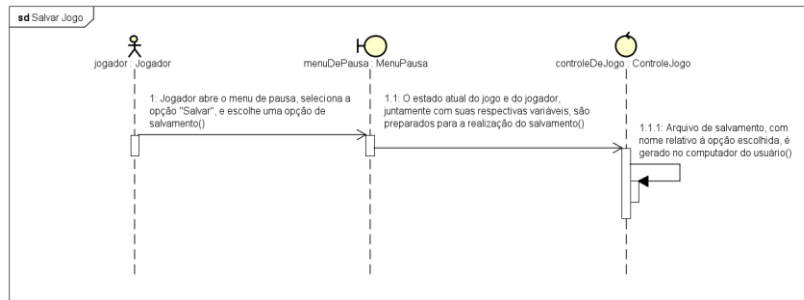 sd Salvar Jogo
jogador : Jogador
menuDePausa : MenuPausa
controleDeJogo : ControleJogo
1: Jogador abre o menu de pausa, seleciona a
opção "Salvar", e escolhe uma opção de
salvamento()
1.1: O estado atual do jogo e do jogador,
juntamente com suas respectivas variáveis, são
preparados para a realização do salvamento()
1.1.1: Arquivo de salvamento, com
nome relativo à opção escolhida, é
gerado no computador do usuário()